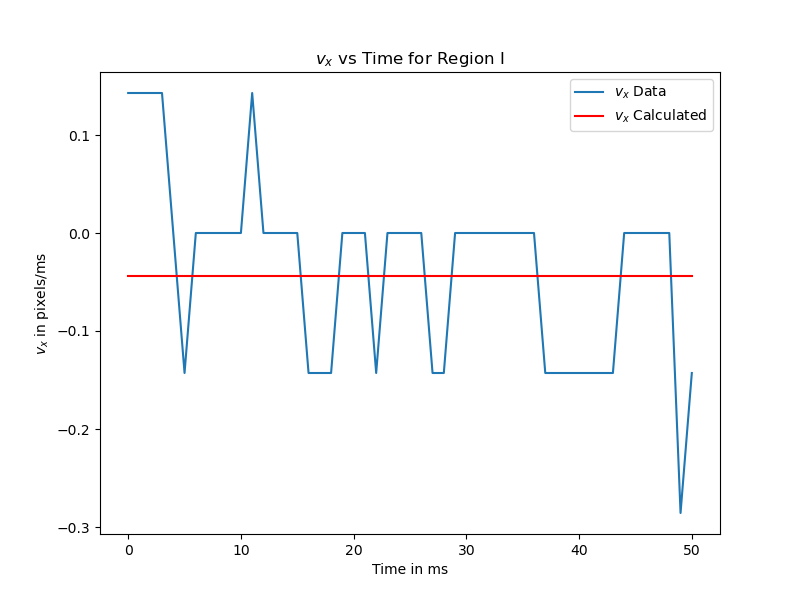 v_x vs Time for Region I
v_x Data
v_x Calculated
0.1
0.0
−0.1
−0.2
−0.3
v_x in pixels/ms
0 10 20 30 40 50
Time in ms